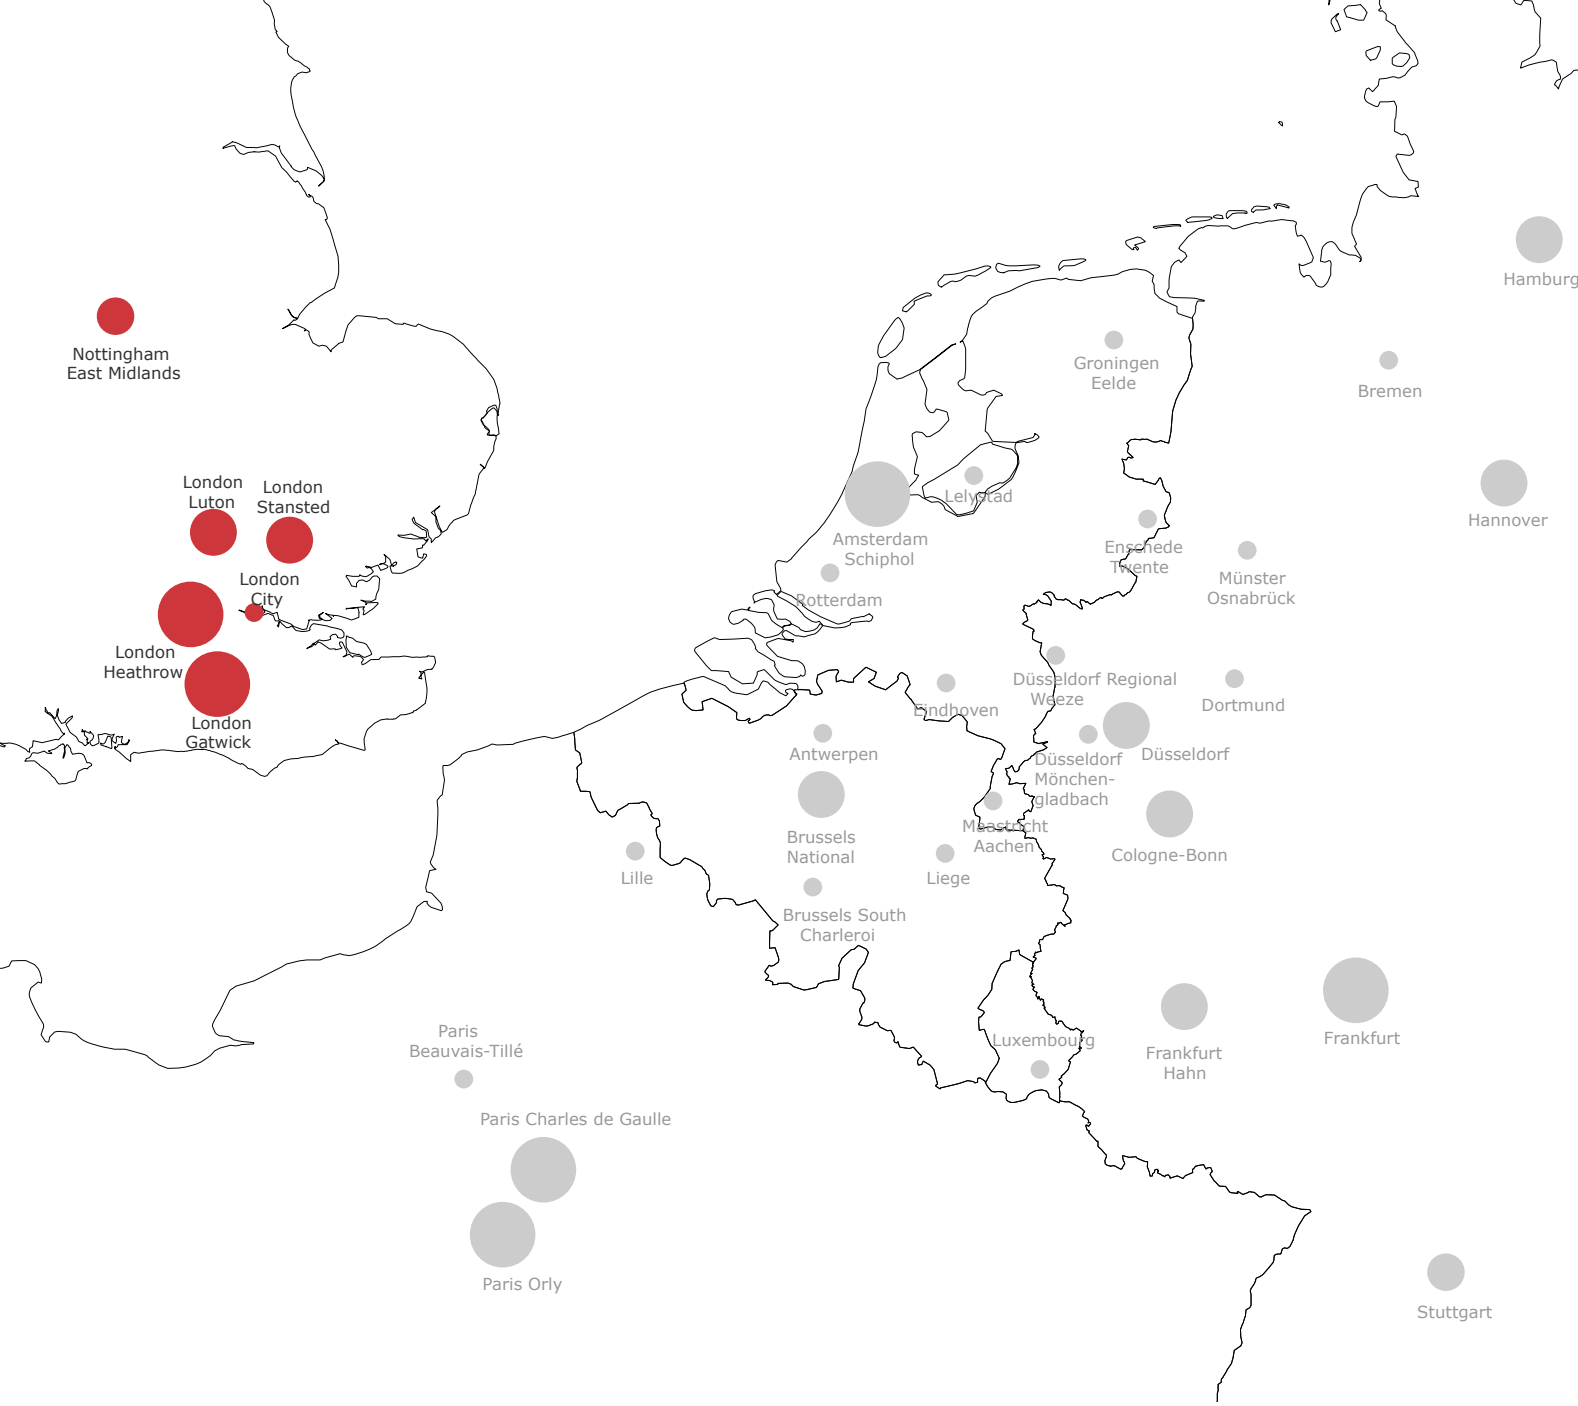 Hamburg
Nottingham
East Midlands
Groningen
Eelde
Bremen
London
Luton
London
Stansted
Lelystad
Hannover
Amsterdam
Schiphol
Enschede
Twente
London
City
Rotterdam
Münster
Osnabrück
London
Heathrow
Düsseldorf Regional
Weeze
Eindhoven
Dortmund
London
Gatwick
Antwerpen
Düsseldorf
Mönchen-
gladbach
Düsseldorf
Brussels
National
Maastricht
Aachen
Cologne-Bonn
Lille
Liege
Brussels South
Charleroi
Paris
Beauvais-Tillé
Luxembourg
Frankfurt
Hahn
Frankfurt
Paris Charles de Gaulle
Paris Orly
Stuttgart